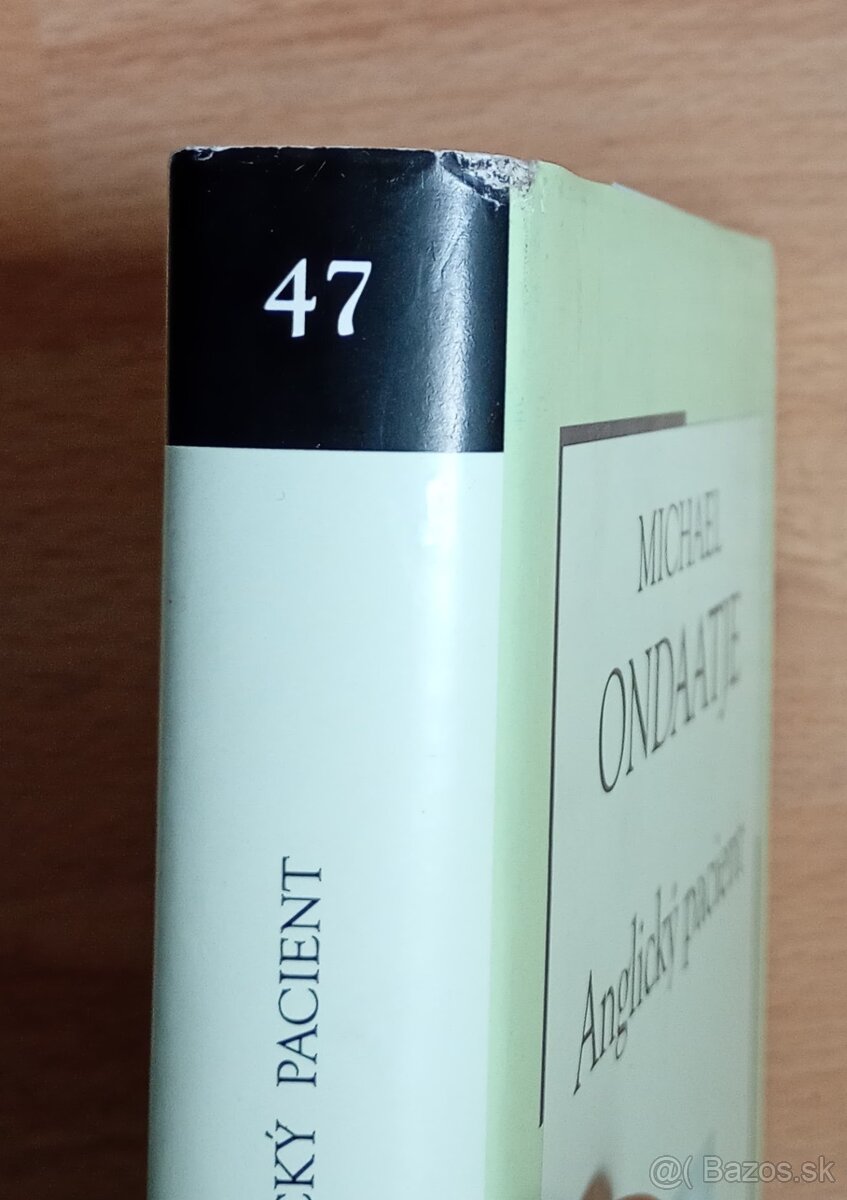 47
CKÝ PACIENT
MICHAEL
ONDAATJE
Anglický pacient
@( Bazos.sk